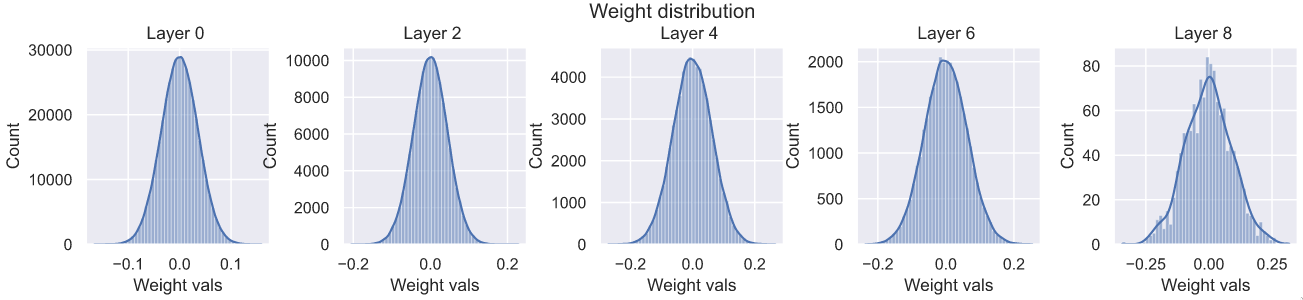 Weight distribution
Layer 0
Layer 2
Layer 4
Layer 6
Layer 8
30000
20000
10000
0
Count
−0.1
0.0
0.1
Weight vals
10000
8000
6000
4000
2000
0
Count
−0.2
0.0
0.2
Weight vals
4000
3000
2000
1000
0
Count
−0.2
0.0
0.2
Weight vals
2000
1500
1000
500
0
Count
−0.2
0.0
0.2
Weight vals
80
60
40
20
0
Count
−0.25
0.00
0.25
Weight vals